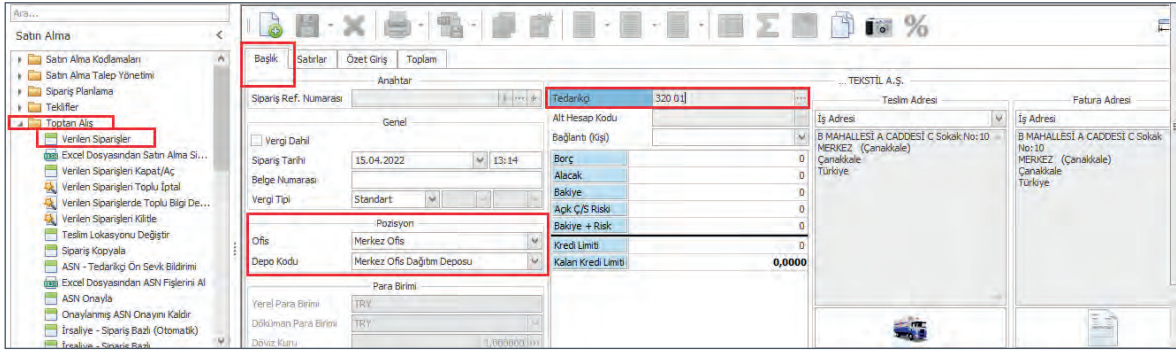 Ara...
Satın Alma
Satın Alma Kodlamaları
Satın Alma Talep Yönetimi
Sipariş Planlama
Teklifler
Toptan Alış
Verilen Siparişler
Excel Dosyasından Satın Alma Si...
Verilen Siparişleri Kapat/Aç
Verilen Siparişleri Toplu İptal
Verilen Siparişlerde Toplu Bilgi De...
Verilen Siparişleri Kilitle
Teslim Lokasyonu Değiştir
Sipariş Kopyala
ASN - Tedarikçi Ön Sevk Bildirimi
Excel Dosyasından ASN Fişlerini Al
ASN Onayla
Onaylanmış ASN Onayını Kaldır
İrsaliye - Sipariş Bazlı (Otomatik)
İrsaliye - Sipariş Bazlı
Başlık Satırlar Özet Giriş Toplam
Anahtar
Sipariş Ref. Numarası
Genel
Vergi Dahil
Sipariş Tarihi 15.04.2022 13:14
Belge Numarası
Vergi Tipi Standart
Pozisyon
Ofis Merkez Ofis
Depo Kodu Merkez Ofis Dağıtım Deposu
Para Birimi
Yerel Para Birimi TRY
Döküman Para Birimi TRY
Döviz Kuru 1,000000
Tedarikçi 320 01
Alt Hesap Kodu
Bağlantı (Kişi)
Borç 0
Alacak 0
Bakiye 0
Açık Ç/S Riski 0
Bakiye + Risk 0
Kredi Limiti 0
Kalan Kredi Limiti 0,0000
... TEKSTİL A.Ş.
Teslim Adresi
İş Adresi
B MAHALLESİ A CADDESİ C Sokak No:10
MERKEZ (Çanakkale)
Çanakkale
Türkiye
Fatura Adresi
İş Adresi
B MAHALLESİ A CADDESİ C Sokak
No:10
MERKEZ (Çanakkale)
Çanakkale
Türkiye